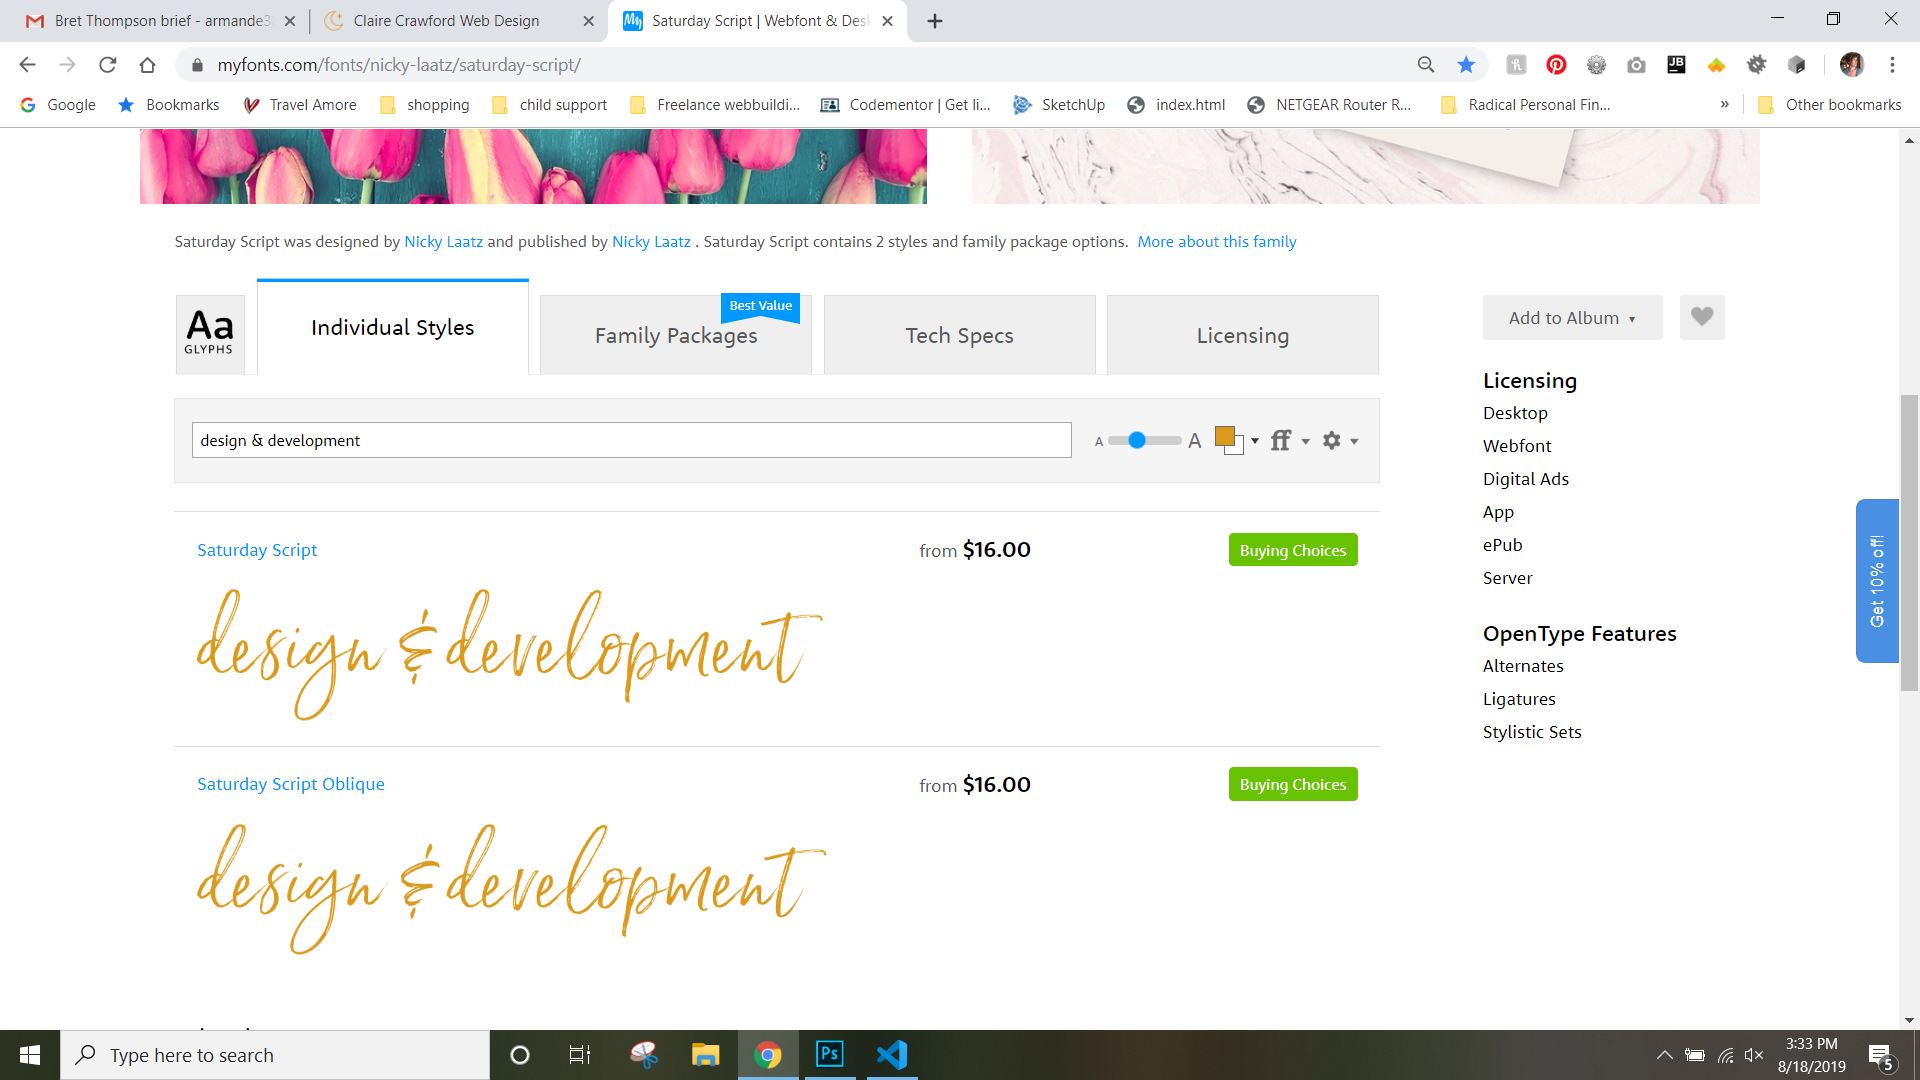 Bret Thompson brief - armande3
Claire Crawford Web Design
Saturday Script | Webfont & Desk
myfonts.com/fonts/nicky-laatz/saturday-script/
Google
Bookmarks
Travel Amore
shopping
child support
Freelance webbuildi...
Codementor | Get li...
SketchUp
index.html
NETGEAR Router R...
Radical Personal Fin...
»
Other bookmarks
Saturday Script was designed by Nicky Laatz and published by Nicky Laatz . Saturday Script contains 2 styles and family package options. More about this family
Aa
GLYPHS
Individual Styles
Best Value
Family Packages
Tech Specs
Licensing
Add to Album
design & development
A
A
ff
Saturday Script
from $16.00
Buying Choices
design & development
Saturday Script Oblique
from $16.00
Buying Choices
design & development
Licensing
Desktop
Webfont
Digital Ads
App
ePub
Server
OpenType Features
Alternates
Ligatures
Stylistic Sets
Get 10% off!
Type here to search
Ps
3:33 PM
8/18/2019
5